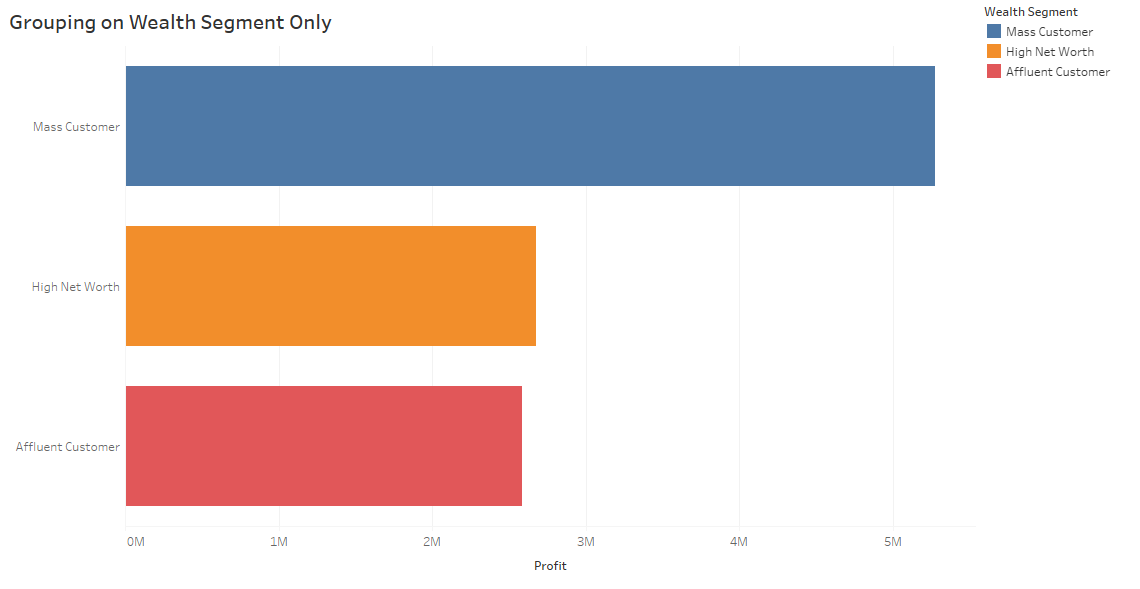 Grouping on Wealth Segment Only
Wealth Segment
Mass Customer
High Net Worth
Affluent Customer
Mass Customer
High Net Worth
Affluent Customer
0M 1M 2M 3M 4M 5M
Profit